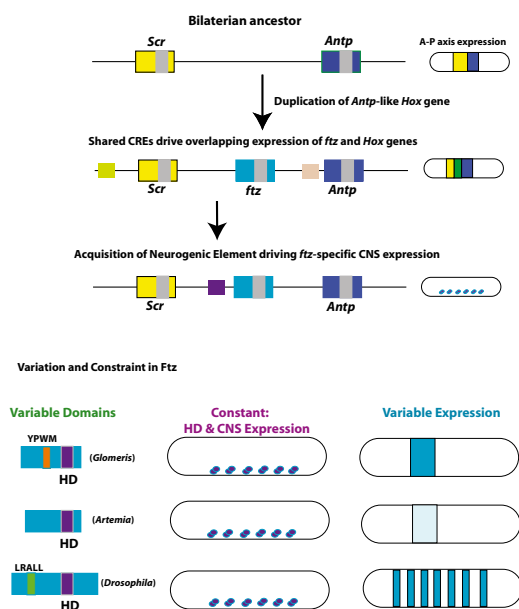 Bilaterian ancestor
Scr
Antp
A-P axis expression
Duplication of Antp-like Hox gene
Shared CREs drive overlapping expression of ftz and Hox genes
Scr
ftz
Antp
Acquisition of Neurogenic Element driving ftz-specific CNS expression
Scr
Antp
Variation and Constraint in Ftz
Variable Domains
Constant:
HD & CNS Expression
Variable Expression
YPWM
(Glomeris)
HD
(Artemia)
HD
LRALL
(Drosophila)
HD